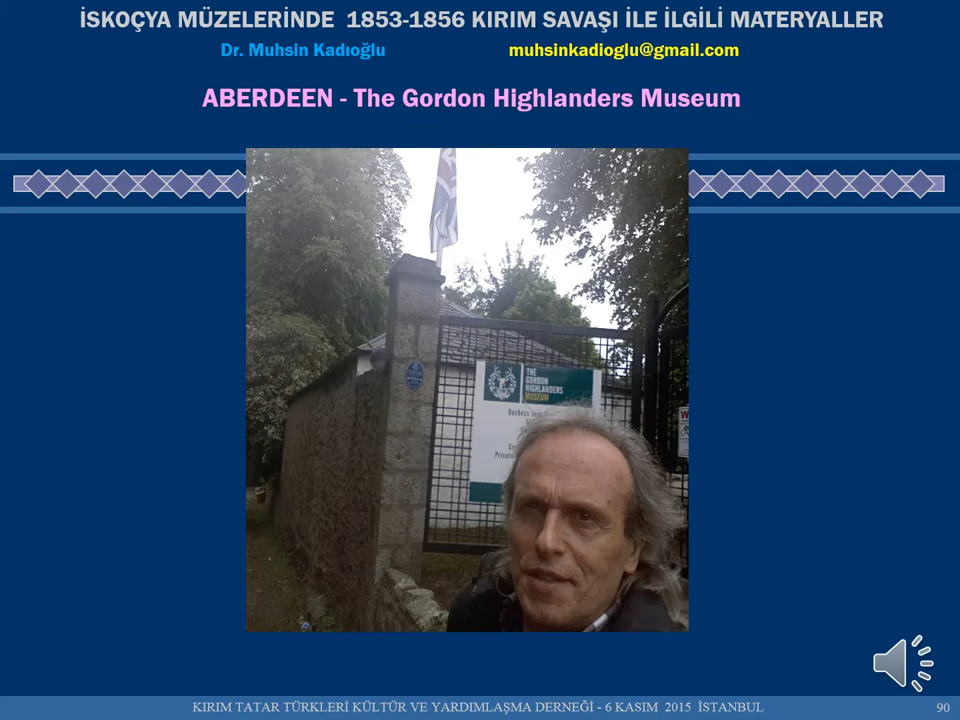 İSKOÇYA MÜZELERİNDE 1853-1856 KIRIM SAVAŞI İLE İLGİLİ MATERYALLER
Dr. Muhsin Kadıoğlu muhsinkadioglu@gmail.com
ABERDEEN - The Gordon Highlanders Museum
THE
GORDON
HIGHLANDERS
MUSEUM
KIRIM TATAR TÜRKLERİ KÜLTÜR VE YARDIMLAŞMA DERNEĞİ - 6 KASIM 2015 İSTANBUL 90